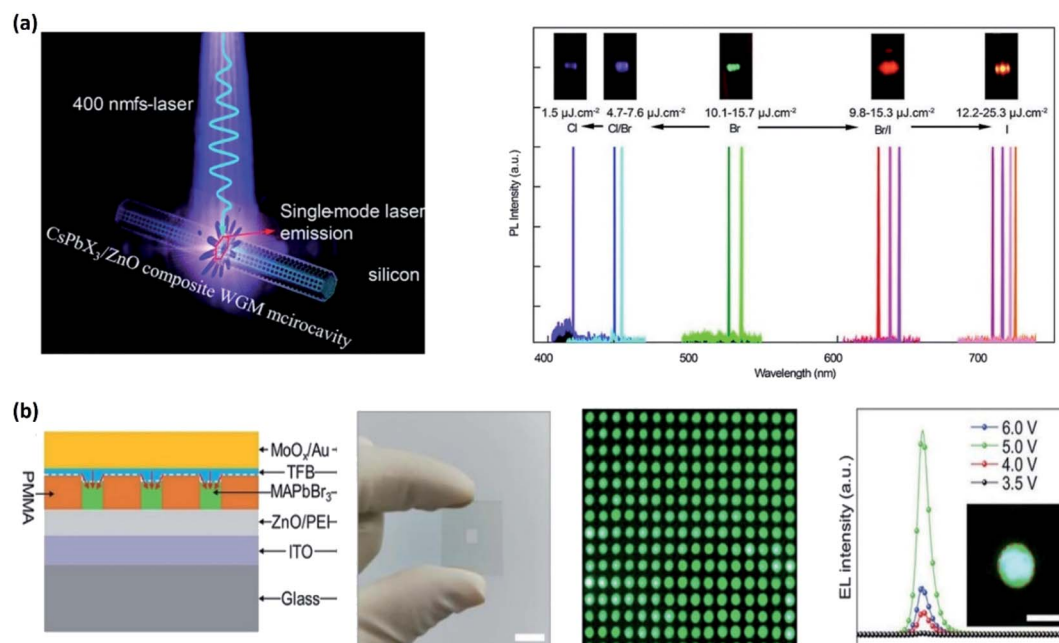 (a)
400 nmfs-laser
Single-mode laser
emission
silicon
CsPbX₃/ZnO composite WGM mcirocavity
1.5 μJ.cm⁻² 4.7-7.6 μJ.cm⁻² 10.1-15.7 μJ.cm⁻² 9.8-15.3 μJ.cm⁻² 12.2-25.3 μJ.cm⁻²
Cl Cl/Br Br Br/I I
PL Intensity (a.u.)
400 500 600 700
Wavelength (nm)
(b)
PMMA
MoOₓ/Au
TFB
MAPbBr₃
ZnO/PEI
ITO
Glass
EL intensity (a.u.)
6.0 V
5.0 V
4.0 V
3.5 V